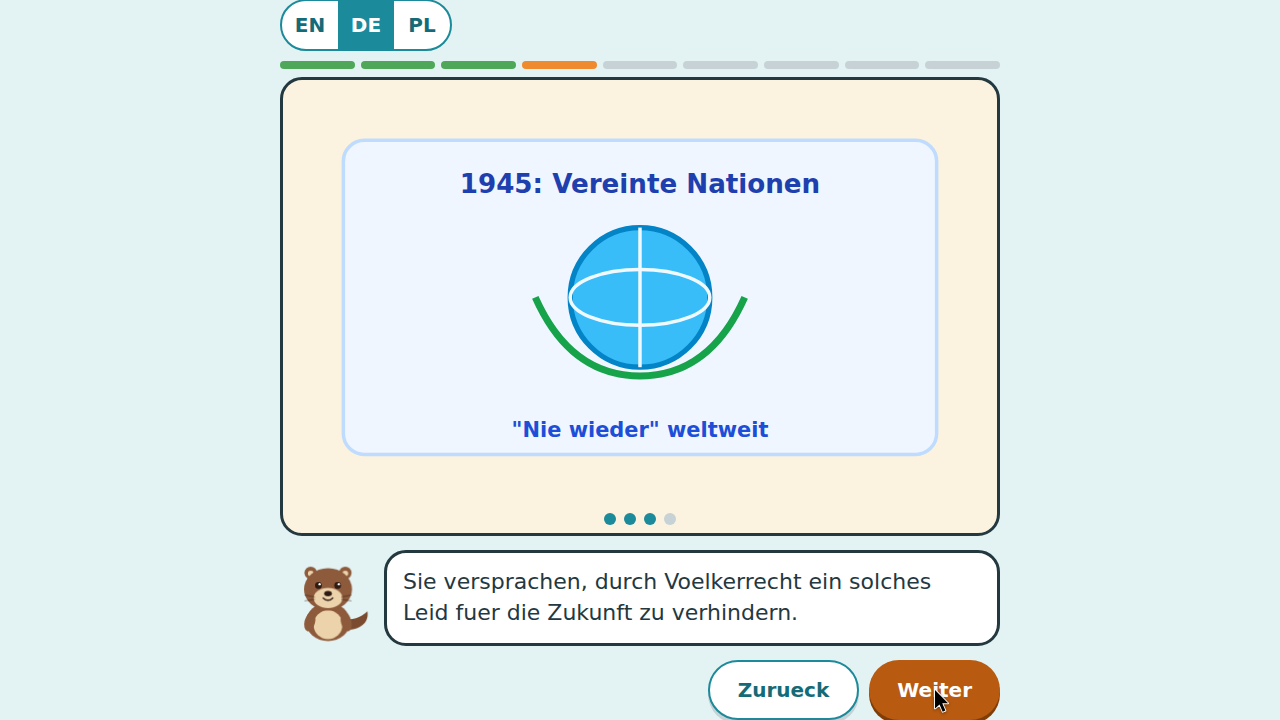 EN DE PL
1945: Vereinte Nationen
"Nie wieder" weltweit
Sie versprachen, durch Voelkerrecht ein solches
Leid fuer die Zukunft zu verhindern.
Zurueck Weiter